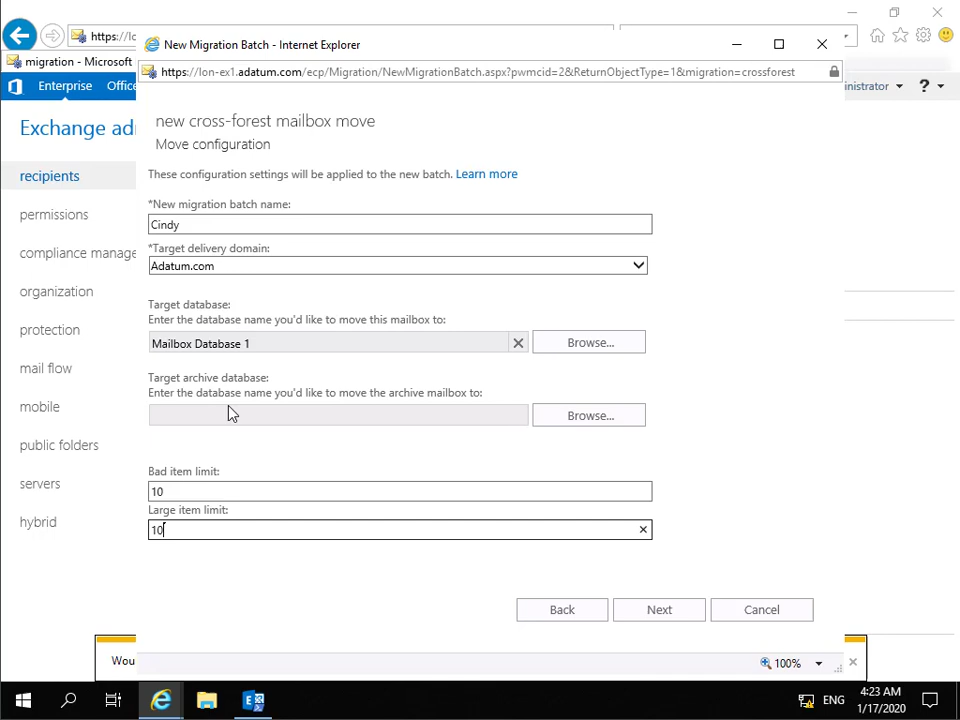 https://lo
New Migration Batch - Internet Explorer
migration - Microsoft
https://lon-ex1.adatum.com/ecp/Migration/NewMigrationBatch.aspx?pwmcid=2&ReturnObjectType=1&migration=crossforest
Enterprise Office
inistrator ?
Exchange adm
new cross-forest mailbox move
Move configuration
These configuration settings will be applied to the new batch. Learn more
recipients
permissions
compliance manage
organization
protection
mail flow
mobile
public folders
servers
hybrid
*New migration batch name:
Cindy
*Target delivery domain:
Adatum.com
Target database:
Enter the database name you'd like to move this mailbox to:
Mailbox Database 1
Browse...
Target archive database:
Enter the database name you'd like to move the archive mailbox to:
Browse...
Bad item limit:
10
Large item limit:
10
Back Next Cancel
Wou
100%
ENG
4:23 AM
1/17/2020